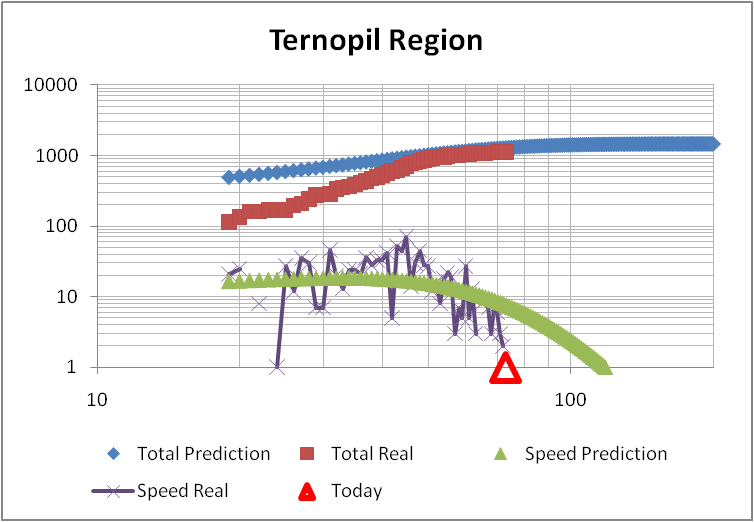 Ternopil Region
10000
1000
100
10
1
10 100
Total Prediction Total Real Speed Prediction
Speed Real Today